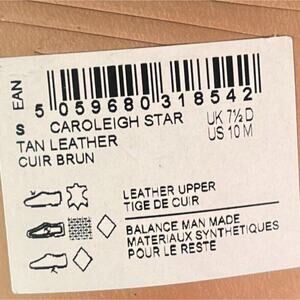 EAN
5 059680 318542
S CAROLEIGH STAR UK 7½ D
TAN LEATHER US 10 M
CUIR BRUN
LEATHER UPPER
TIGE DE CUIR
BALANCE MAN MADE
MATERIAUX SYNTHETIQUES
POUR LE RESTE